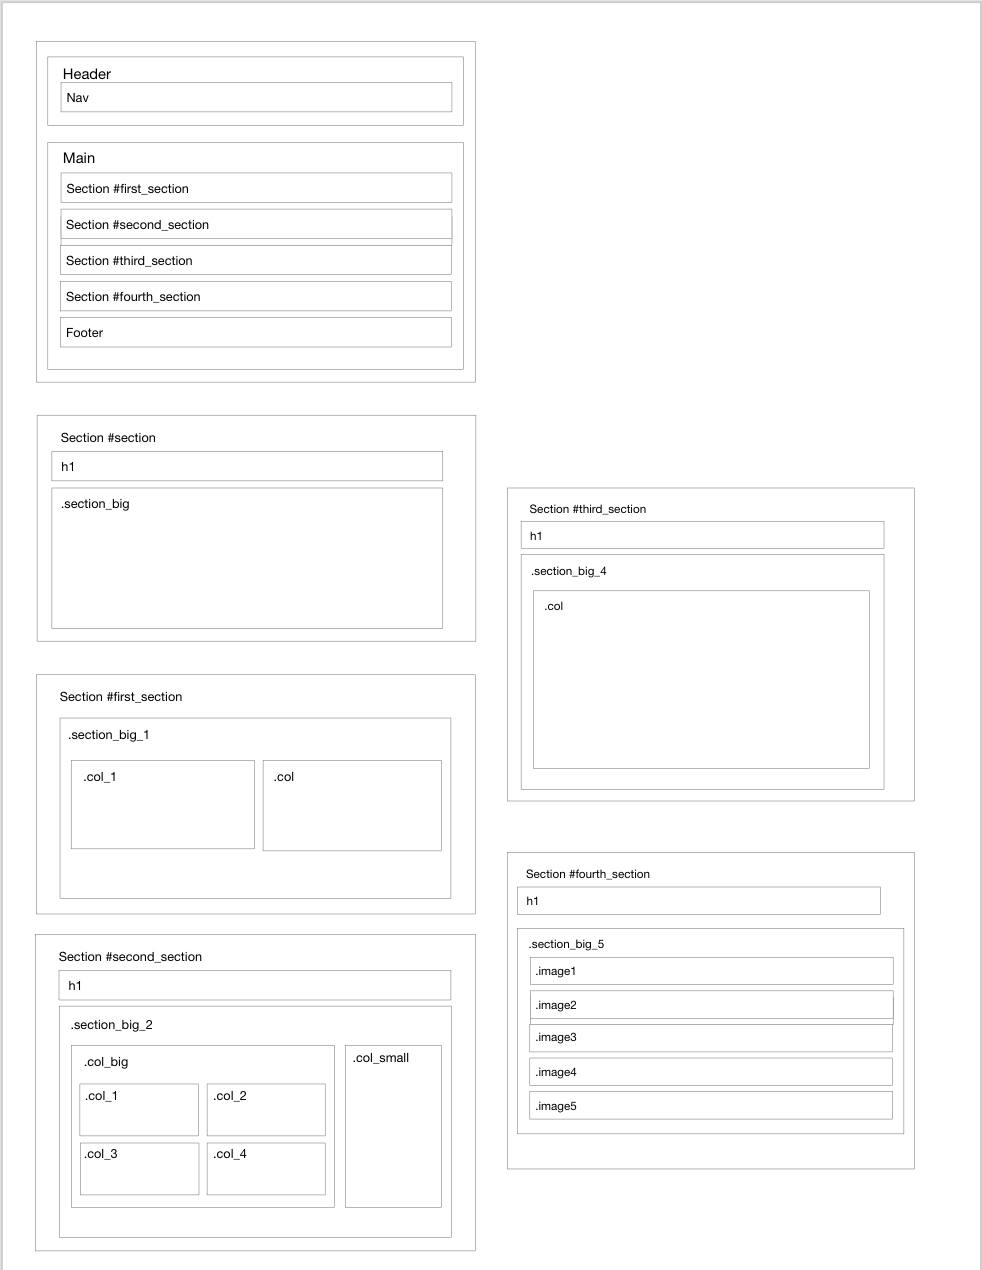 Header
Nav
Main
Section #first_section
Section #second_section
Section #third_section
Section #fourth_section
Footer
Section #section
h1
.section_big
Section #first_section
.section_big_1
.col_1
.col
Section #second_section
h1
.section_big_2
.col_big
.col_1
.col_2
.col_3
.col_4
.col_small
Section #third_section
h1
.section_big_4
.col
Section #fourth_section
h1
.section_big_5
.image1
.image2
.image3
.image4
.image5